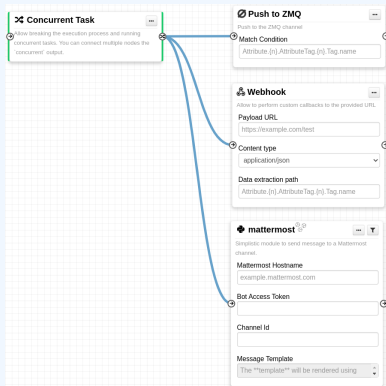 Concurrent Task
Allow breaking the execution process and running
concurrent tasks. You can connect multiple nodes the
`concurrent` output.
Push to ZMQ
Push to the ZMQ channel
Match Condition
Attribute.{n}.AttributeTag.{n}.Tag.name
Webhook
Allow to perform custom callbacks to the provided URL
Payload URL
https://example.com/test
Content type
application/json
Data extraction path
Attribute.{n}.AttributeTag.{n}.Tag.name
mattermost
Simplistic module to send message to a Mattermost
channel.
Mattermost Hostname
example.mattermost.com
Bot Access Token
Channel Id
Message Template
The **template** will be rendered using